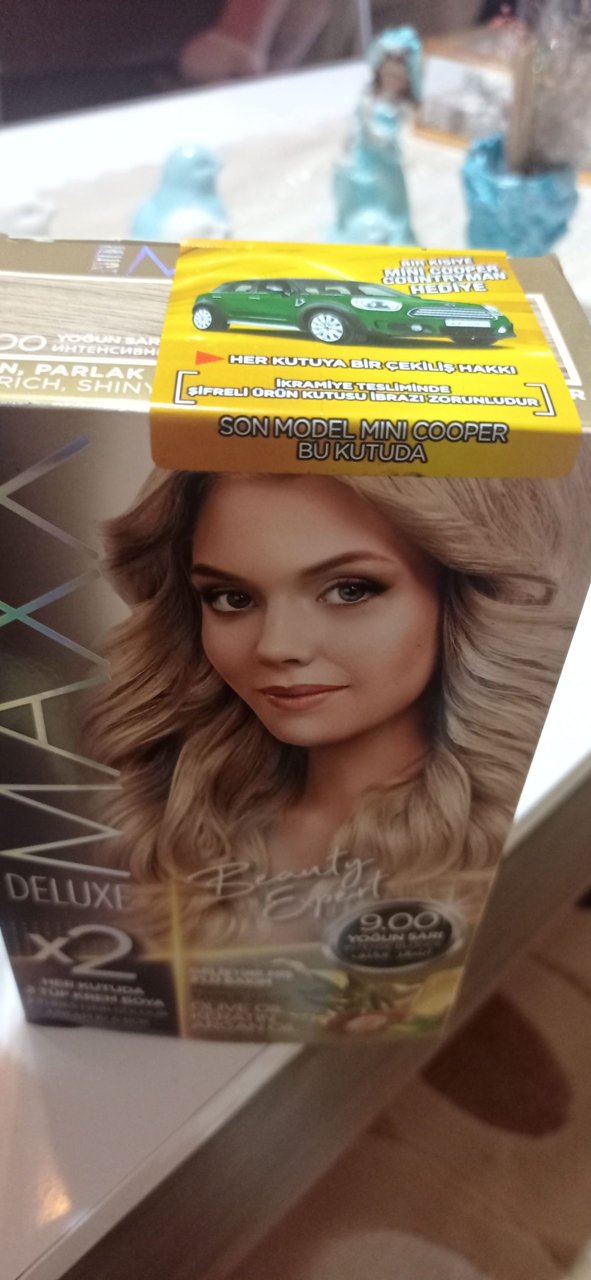 BİR KİŞİYE
MINI COOPER
COUNTRYMAN
HEDİYE
HER KUTUYA BİR ÇEKİLİŞ HAKKI
İKRAMİYE TESLİMİNDE
ŞİFRELİ ÜRÜN KUTUSU İBRAZI ZORUNLUDUR
SON MODEL MINI COOPER
BU KUTUDA
00 YOĞUN SARI
ИНТЕНСИВН
N, PARLAK
RICH, SHINY
MAXX
DELUXE
Beauty
Expert
9.00
YOĞUN SARI
x2
HER KUTUDA
2 TÜP KREM BOYA
OLIVE OIL